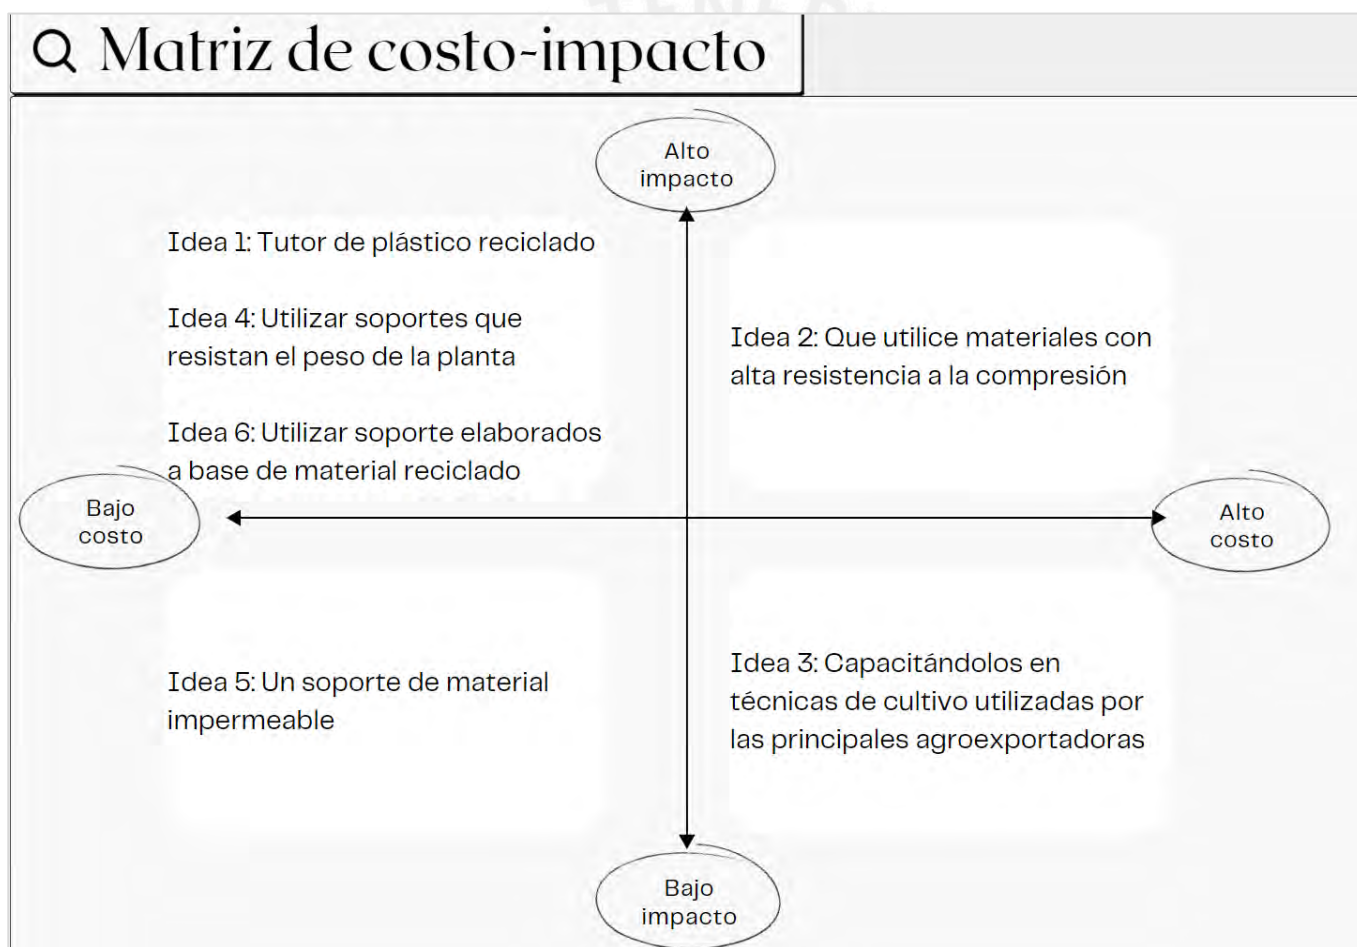 Matriz de costo-impacto
Alto
impacto
Idea 1: Tutor de plástico reciclado
Idea 4: Utilizar soportes que
resistan el peso de la planta
Idea 6: Utilizar soporte elaborados
a base de material reciclado
Idea 2: Que utilice materiales con
alta resistencia a la compresión
Bajo
costo
Alto
costo
Idea 5: Un soporte de material
impermeable
Idea 3: Capacitándolos en
técnicas de cultivo utilizadas por
las principales agroexportadoras
Bajo
impacto